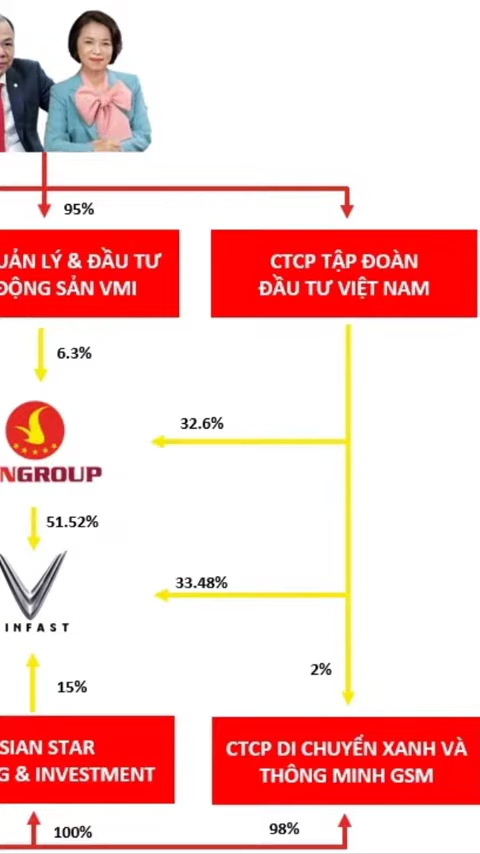 95%
UẢN LÝ & ĐẦU TƯ
ĐỘNG SẢN VMI
CTCP TẬP ĐOÀN
ĐẦU TƯ VIỆT NAM
6.3%
32.6%
NGROUP
51.52%
33.48%
INFAST
2%
15%
SIAN STAR
G & INVESTMENT
CTCP DI CHUYỂN XANH VÀ
THÔNG MINH GSM
100%
98%